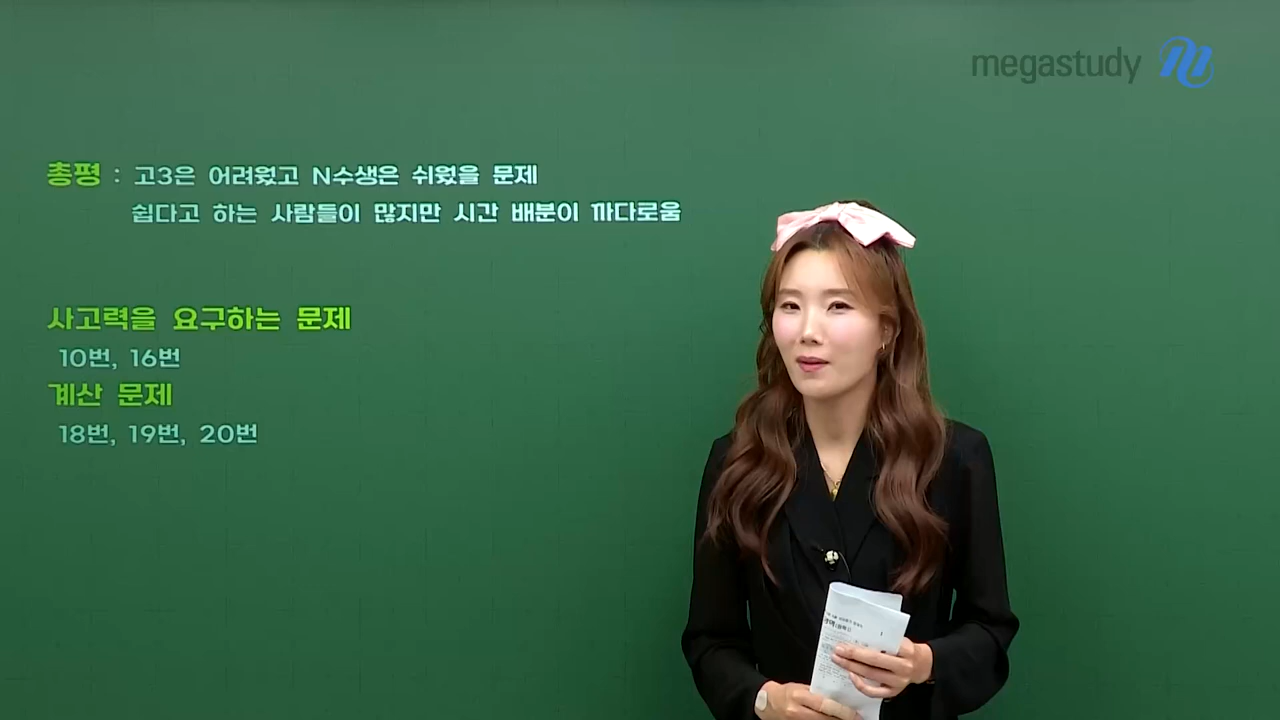 megastudy
총평 : 고3은 어려웠고 N수생은 쉬웠을 문제
쉽다고 하는 사람들이 많지만 시간 배분이 까다로움
사고력을 요구하는 문제
10번, 16번
계산 문제
18번, 19번, 20번